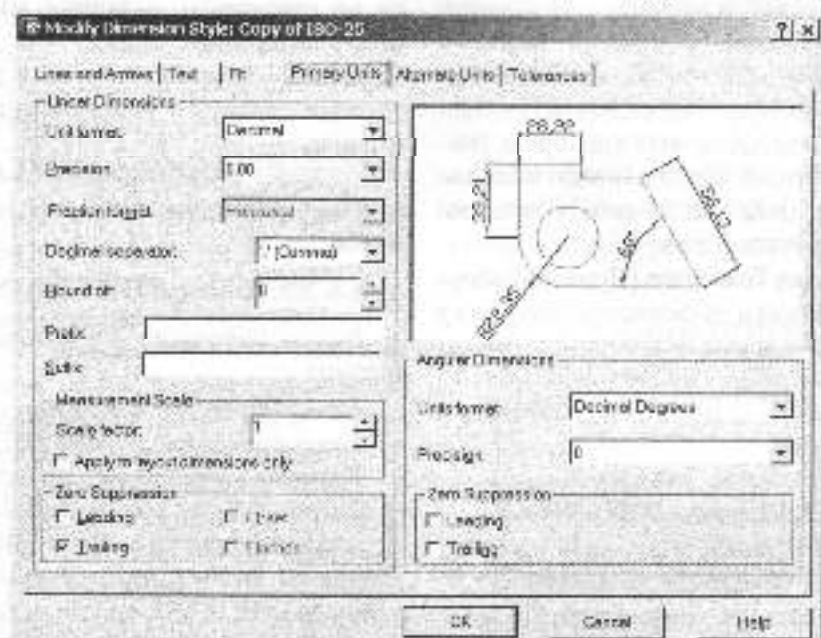 Modify Dimension Style: Copy of ISO-25
Lines and Arrows Text Fit Primary Units Alternate Units Tolerances
Linear Dimensions
Unit format: Decimal
Precision 0.00
Fraction format: Horizontal
Decimal separator: ',' (Comma)
Round off: 0
Prefix:
Suffix:
Measurement Scale
Scale factor: 1
Apply to layout dimensions only
Zero Suppression
Leading
Trailing
60°
Angular Dimensions
Units format: Decimal Degrees
Precision: 0
Zero Suppression
Leading
Trailing
OK Cancel Help